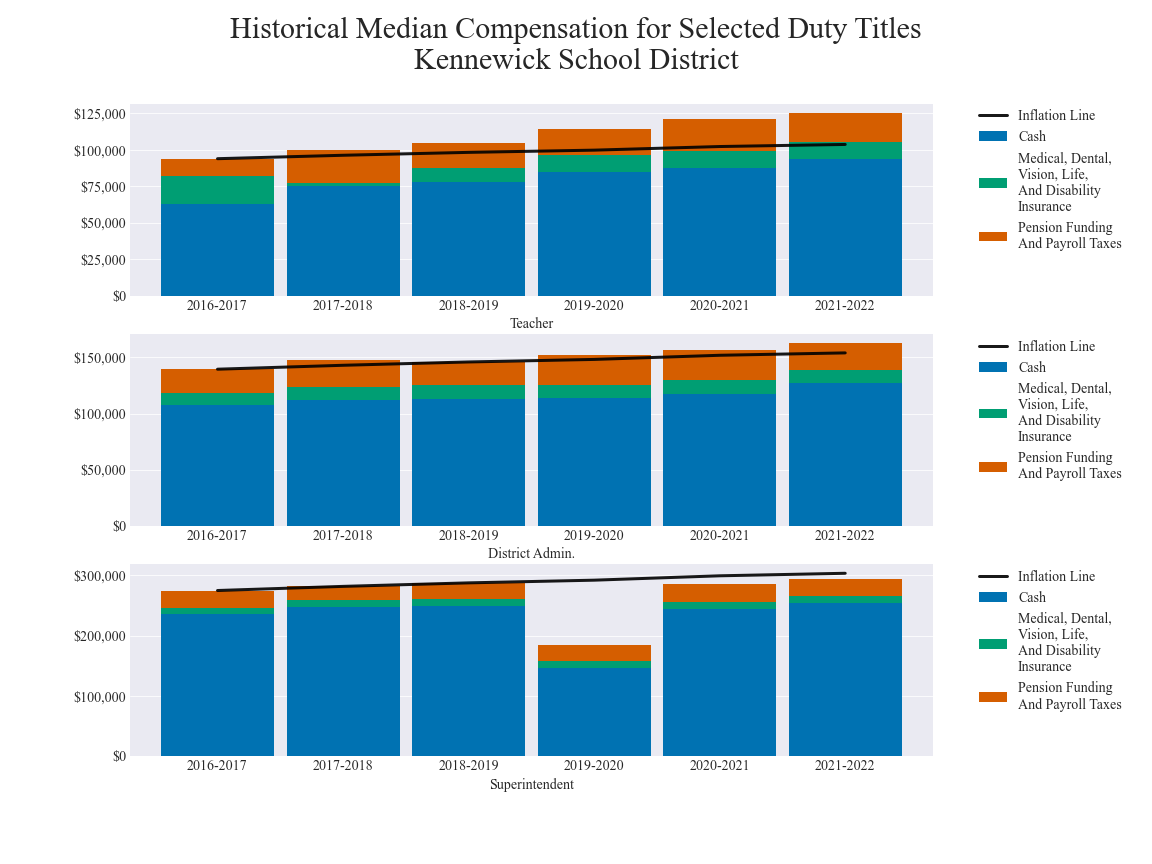 Historical Median Compensation for Selected Duty Titles
Kennewick School District
$125,000
$100,000
$75,000
$50,000
$25,000
$0
2016-2017
2017-2018
2018-2019
2019-2020
2020-2021
2021-2022
Teacher
Inflation Line
Cash
Medical, Dental,
Vision, Life,
And Disability
Insurance
Pension Funding
And Payroll Taxes
$150,000
$100,000
$50,000
$0
2016-2017
2017-2018
2018-2019
2019-2020
2020-2021
2021-2022
District Admin.
Inflation Line
Cash
Medical, Dental,
Vision, Life,
And Disability
Insurance
Pension Funding
And Payroll Taxes
$300,000
$200,000
$100,000
$0
2016-2017
2017-2018
2018-2019
2019-2020
2020-2021
2021-2022
Superintendent
Inflation Line
Cash
Medical, Dental,
Vision, Life,
And Disability
Insurance
Pension Funding
And Payroll Taxes